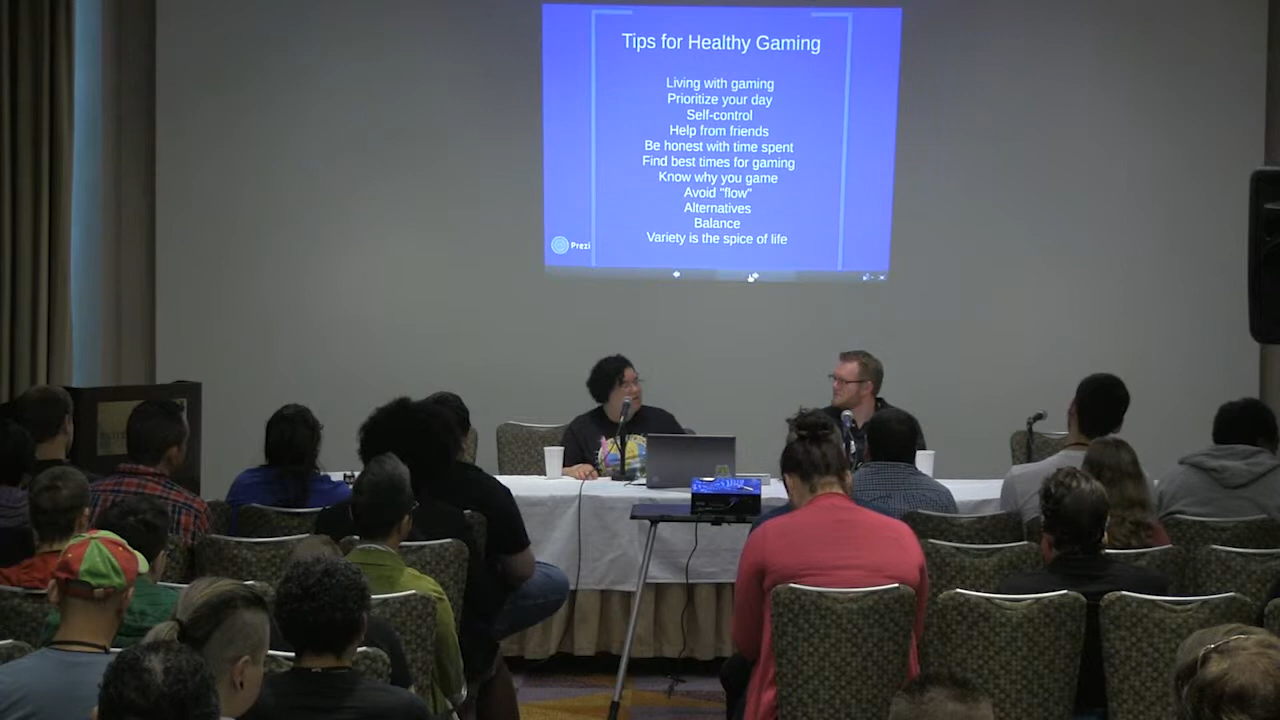 Tips for Healthy Gaming
Living with gaming
Prioritize your day
Self-control
Help from friends
Be honest with time spent
Find best times for gaming
Know why you game
Avoid "flow"
Alternatives
Balance
Variety is the spice of life
Prezi